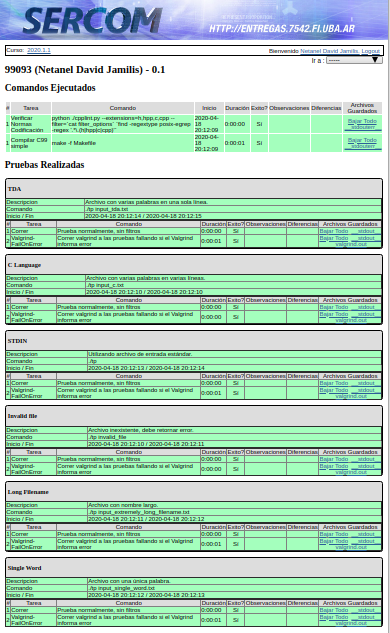 SERCOM
HTTP://ENTREGAS.7542.FI.UBA.AR
Curso: 2020.1.1 Bienvenido Netanel David Jamilis, Logout
Ir a : -----
99093 (Netanel David Jamilis) - 0.1
Comandos Ejecutados
# Tarea Comando Inicio Duración Exito? Observaciones Diferencias Archivos Guardados
1 Verificar Normas Codificación python ./cpplint.py --extensions=h,hpp,c,cpp --filter=`cat filter_options` `find -regextype posix-egrep -regex '.*\.(h|hpp|c|cpp)'` 2020-04-18 20:12:09 0:00:00 Sí Bajar Todo __stdouterr__
1 Compilar C99 simple make -f Makefile 2020-04-18 20:12:09 0:00:01 Sí Bajar Todo __stdouterr__
Pruebas Realizadas
TDA
Descripcion Archivo con varias palabras en una sola línea.
Comando ./tp input_tda.txt
Inicio / Fin 2020-04-18 20:12:14 / 2020-04-18 20:12:15
# Tarea Comando Duración Exito? Observaciones Diferencias Archivos Guardados
1 Correr Prueba normalmente, sin filtros 0:00:00 Sí Bajar Todo __stdout__
2 Valgrind-FailOnError Correr valgrind a las pruebas fallando si el Valgrind informa error 0:00:01 Sí Bajar Todo __stdout__ valgrind.out
C Language
Descripcion Archivo con varias palabras en varias líneas.
Comando ./tp input_c.txt
Inicio / Fin 2020-04-18 20:12:10 / 2020-04-18 20:12:10
# Tarea Comando Duración Exito? Observaciones Diferencias Archivos Guardados
1 Correr Prueba normalmente, sin filtros 0:00:00 Sí Bajar Todo __stdout__
2 Valgrind-FailOnError Correr valgrind a las pruebas fallando si el Valgrind informa error 0:00:00 Sí Bajar Todo __stdout__ valgrind.out
STDIN
Descripcion Utilizando archivo de entrada estándar.
Comando ./tp
Inicio / Fin 2020-04-18 20:12:13 / 2020-04-18 20:12:14
# Tarea Comando Duración Exito? Observaciones Diferencias Archivos Guardados
1 Correr Prueba normalmente, sin filtros 0:00:00 Sí Bajar Todo __stdout__
2 Valgrind-FailOnError Correr valgrind a las pruebas fallando si el Valgrind informa error 0:00:01 Sí Bajar Todo __stdout__ valgrind.out
Invalid file
Descripcion Archivo inexistente, debe retornar error.
Comando ./tp invalid_file
Inicio / Fin 2020-04-18 20:12:10 / 2020-04-18 20:12:11
# Tarea Comando Duración Exito? Observaciones Diferencias Archivos Guardados
1 Correr Prueba normalmente, sin filtros 0:00:00 Sí Bajar Todo __stdout__
2 Valgrind-FailOnError Correr valgrind a las pruebas fallando si el Valgrind informa error 0:00:00 Sí Bajar Todo __stdout__ valgrind.out
Long Filename
Descripcion Archivo con nombre largo.
Comando ./tp input_extremely_long_filename.txt
Inicio / Fin 2020-04-18 20:12:11 / 2020-04-18 20:12:12
# Tarea Comando Duración Exito? Observaciones Diferencias Archivos Guardados
1 Correr Prueba normalmente, sin filtros 0:00:00 Sí Bajar Todo __stdout__
2 Valgrind-FailOnError Correr valgrind a las pruebas fallando si el Valgrind informa error 0:00:01 Sí Bajar Todo __stdout__ valgrind.out
Single Word
Descripcion Archivo con una única palabra.
Comando ./tp input_single_word.txt
Inicio / Fin 2020-04-18 20:12:12 / 2020-04-18 20:12:13
# Tarea Comando Duración Exito? Observaciones Diferencias Archivos Guardados
1 Correr Prueba normalmente, sin filtros 0:00:00 Sí Bajar Todo __stdout__
2 Valgrind-FailOnError Correr valgrind a las pruebas fallando si el Valgrind informa error 0:00:01 Sí Bajar Todo __stdout__ valgrind.out